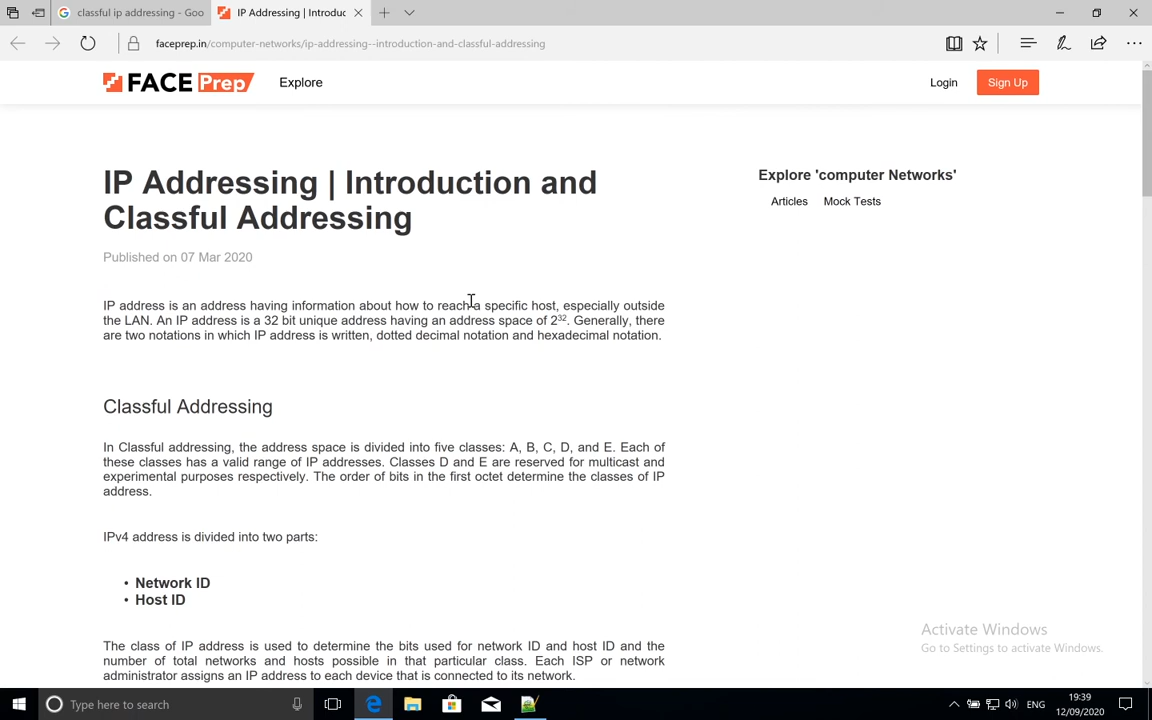 classful ip addressing - Goo
IP Addressing | Introduc
faceprep.in/computer-networks/ip-addressing--introduction-and-classful-addressing
FACE Prep
Explore
Login
Sign Up
IP Addressing | Introduction and
Classful Addressing
Published on 07 Mar 2020
Explore 'computer Networks'
Articles Mock Tests
IP address is an address having information about how to reach a specific host, especially outside
the LAN. An IP address is a 32 bit unique address having an address space of 2³². Generally, there
are two notations in which IP address is written, dotted decimal notation and hexadecimal notation.
Classful Addressing
In Classful addressing, the address space is divided into five classes: A, B, C, D, and E. Each of
these classes has a valid range of IP addresses. Classes D and E are reserved for multicast and
experimental purposes respectively. The order of bits in the first octet determine the classes of IP
address.
IPv4 address is divided into two parts:
• Network ID
• Host ID
The class of IP address is used to determine the bits used for network ID and host ID and the
number of total networks and hosts possible in that particular class. Each ISP or network
administrator assigns an IP address to each device that is connected to its network.
Activate Windows
Go to Settings to activate Windows.
Type here to search
ENG
19:39
12/09/2020